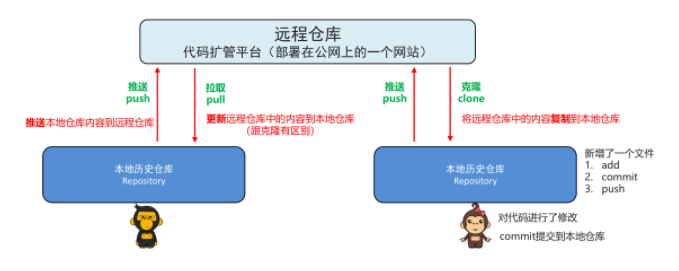 远程仓库
代码扩管平台（部署在公网上的一个网站）
推送
push
拉取
pull
推送
push
克隆
clone
推送本地仓库内容到远程仓库
更新远程仓库中的内容到本地仓库
（跟克隆有区别）
将远程仓库中的内容复制到本地仓库
本地历史仓库
Repository
本地历史仓库
Repository
新增了一个文件
1. add
2. commit
3. push
对代码进行了修改
commit提交到本地仓库